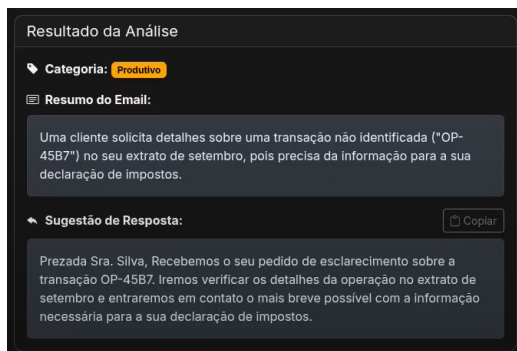 Resultado da Análise
Categoria: Produtivo
Resumo do Email:
Uma cliente solicita detalhes sobre uma transação não identificada ("OP-
45B7") no seu extrato de setembro, pois precisa da informação para a sua
declaração de impostos.
Sugestão de Resposta:
Copiar
Prezada Sra. Silva, Recebemos o seu pedido de esclarecimento sobre a
transação OP-45B7. Iremos verificar os detalhes da operação no extrato de
setembro e entraremos em contato o mais breve possível com a informação
necessária para a sua declaração de impostos.